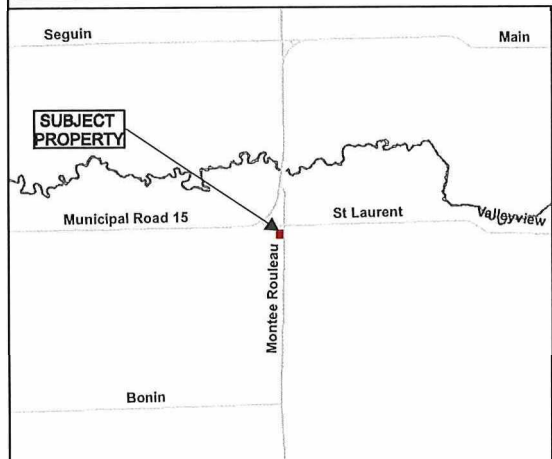 Seguin
Main
SUBJECT
PROPERTY
Municipal Road 15
St Laurent
Valleyview
Montee Rouleau
Bonin